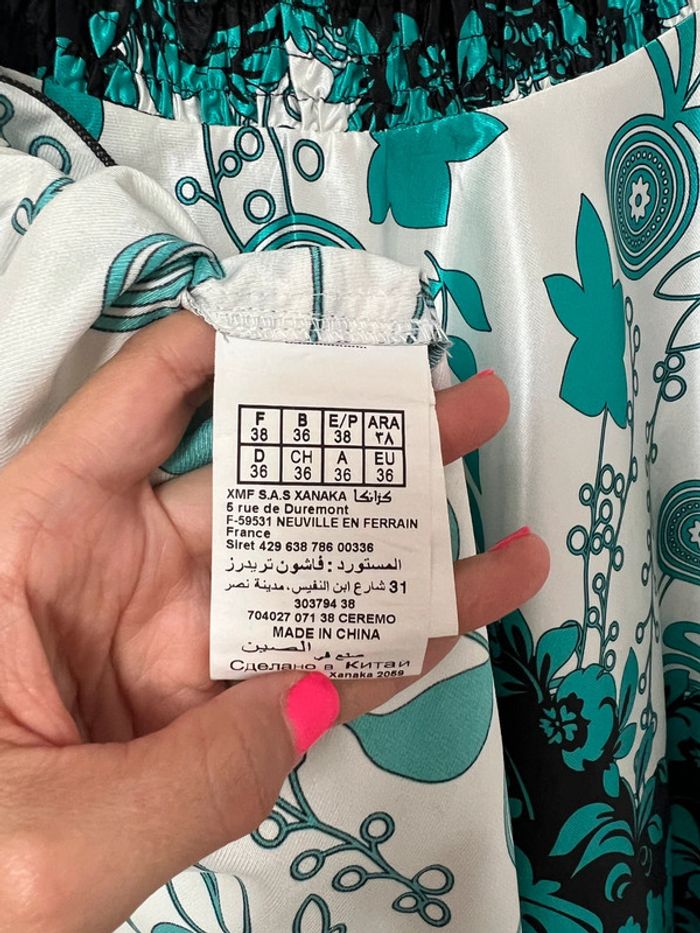 F B E/P ARA
38 36 38 ٣٨
D CH A EU
36 36 36 36
XMF S.A.S XANAKA كزانكا
5 rue de Duremont
F-59531 NEUVILLE EN FERRAIN
France
Siret 429 638 786 00336
المستورد : فاشون تريدرز
31 شارع ابن النفيس، مدينة نصر
303794 38
704027 071 38 CEREMO
MADE IN CHINA
صنع في الصين
Сделано в Китаи
Xanaka 2059